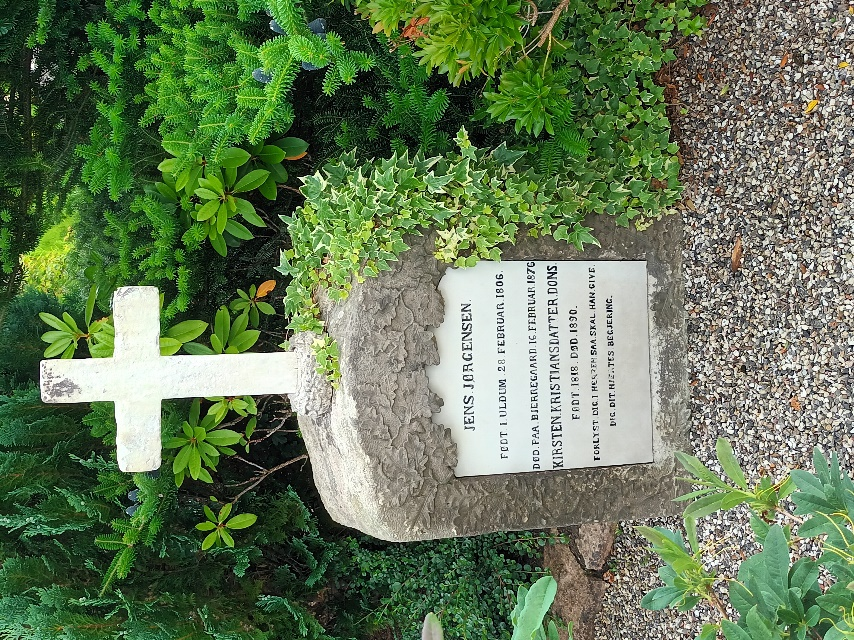 JENS JØRGENSEN.
FØDT I ULDUM. 28 FEBRUAR. 1806.
DØD. PAA BJERREGAARD. 16. FEBRUAR. 1876
KIRSTEN. KRISTIANSDATTER. DONS
FØDT. 1818. DØD. 1890.
FORLYST DIG. I HERREN SAA SKAL HAN GIVE.
DIG. DIT. HJERTES BEGJERING.